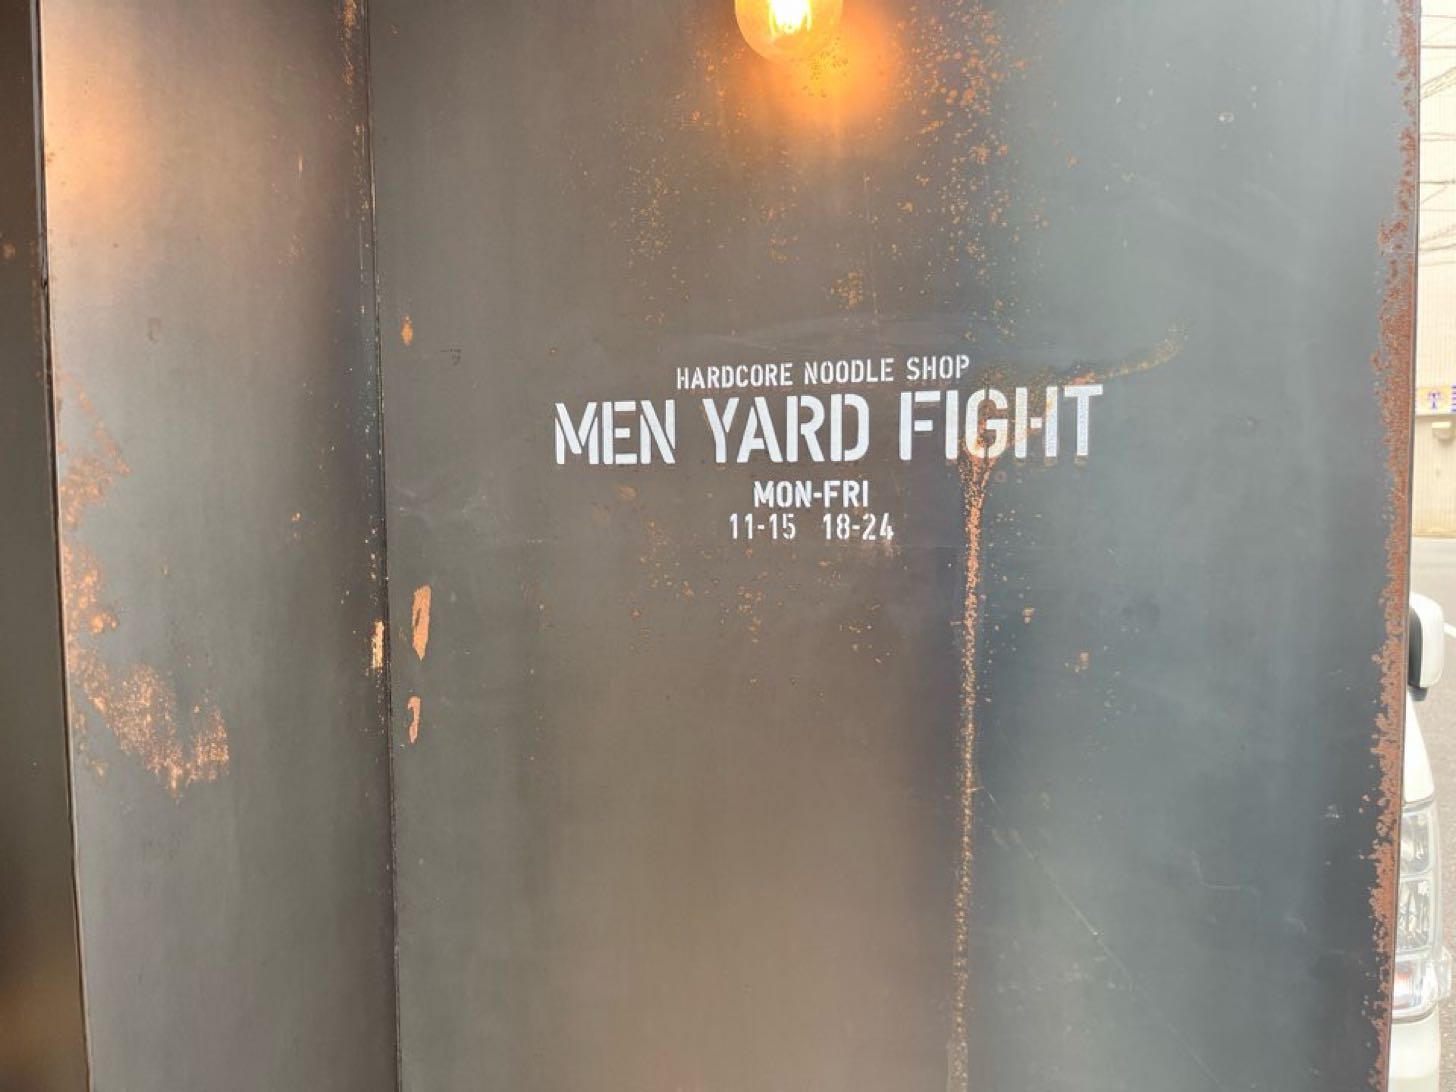 HARDCORE NOODLE SHOP
MEN YARD FIGHT
MON-FRI
11-15 18-24